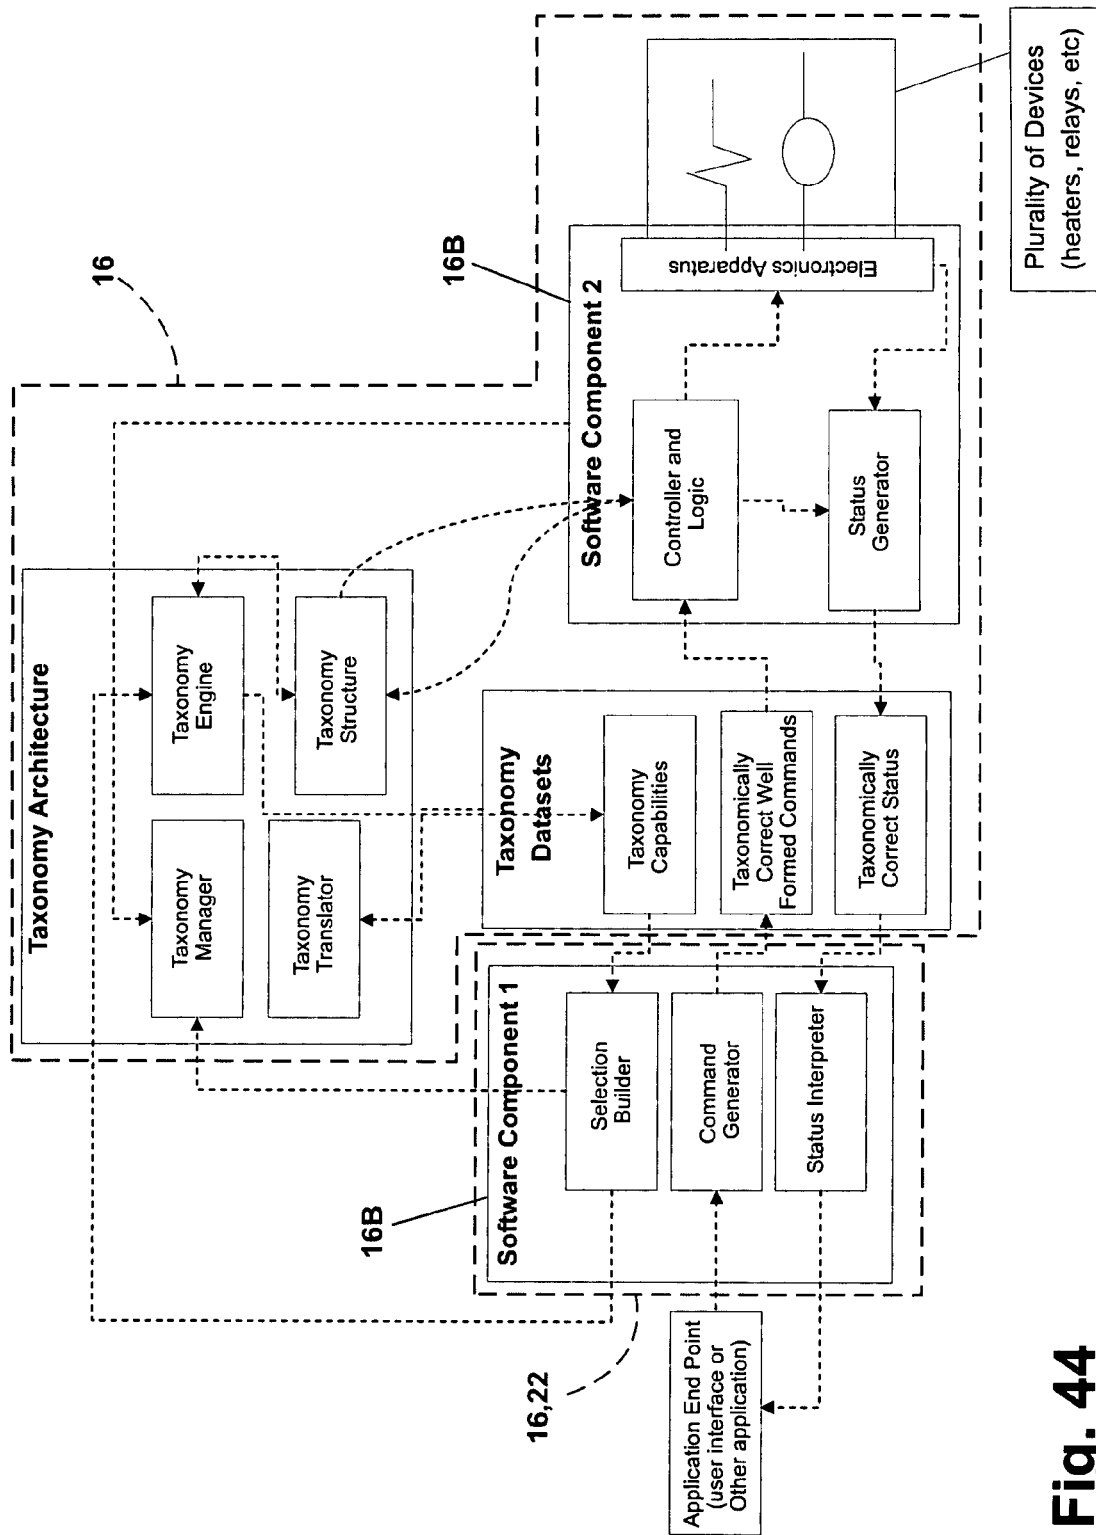 16
Taxonomy Architecture
Taxonomy
Manager
Taxonomy
Engine
Taxonomy
Translator
Taxonomy
Structure
16B
Software Component 1
Selection
Builder
Command
Generator
Status Interpreter
16,22
Application End Point
(user interface or
Other application)
Taxonomy
Datasets
Taxonomy
Capabilities
Taxonomically
Correct Well
Formed Commands
Taxonomically
Correct Status
16B
Software Component 2
Controller and
Logic
Status
Generator
Electronics Apparatus
Plurality of Devices
(heaters, relays, etc)
Fig. 44